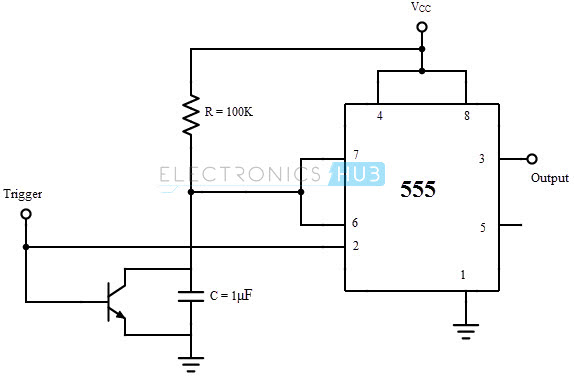 VCC
4
8
R = 100K
7
3
ELECTRONICS HUB
555
Output
Trigger
6
5
2
1
C = 1µF